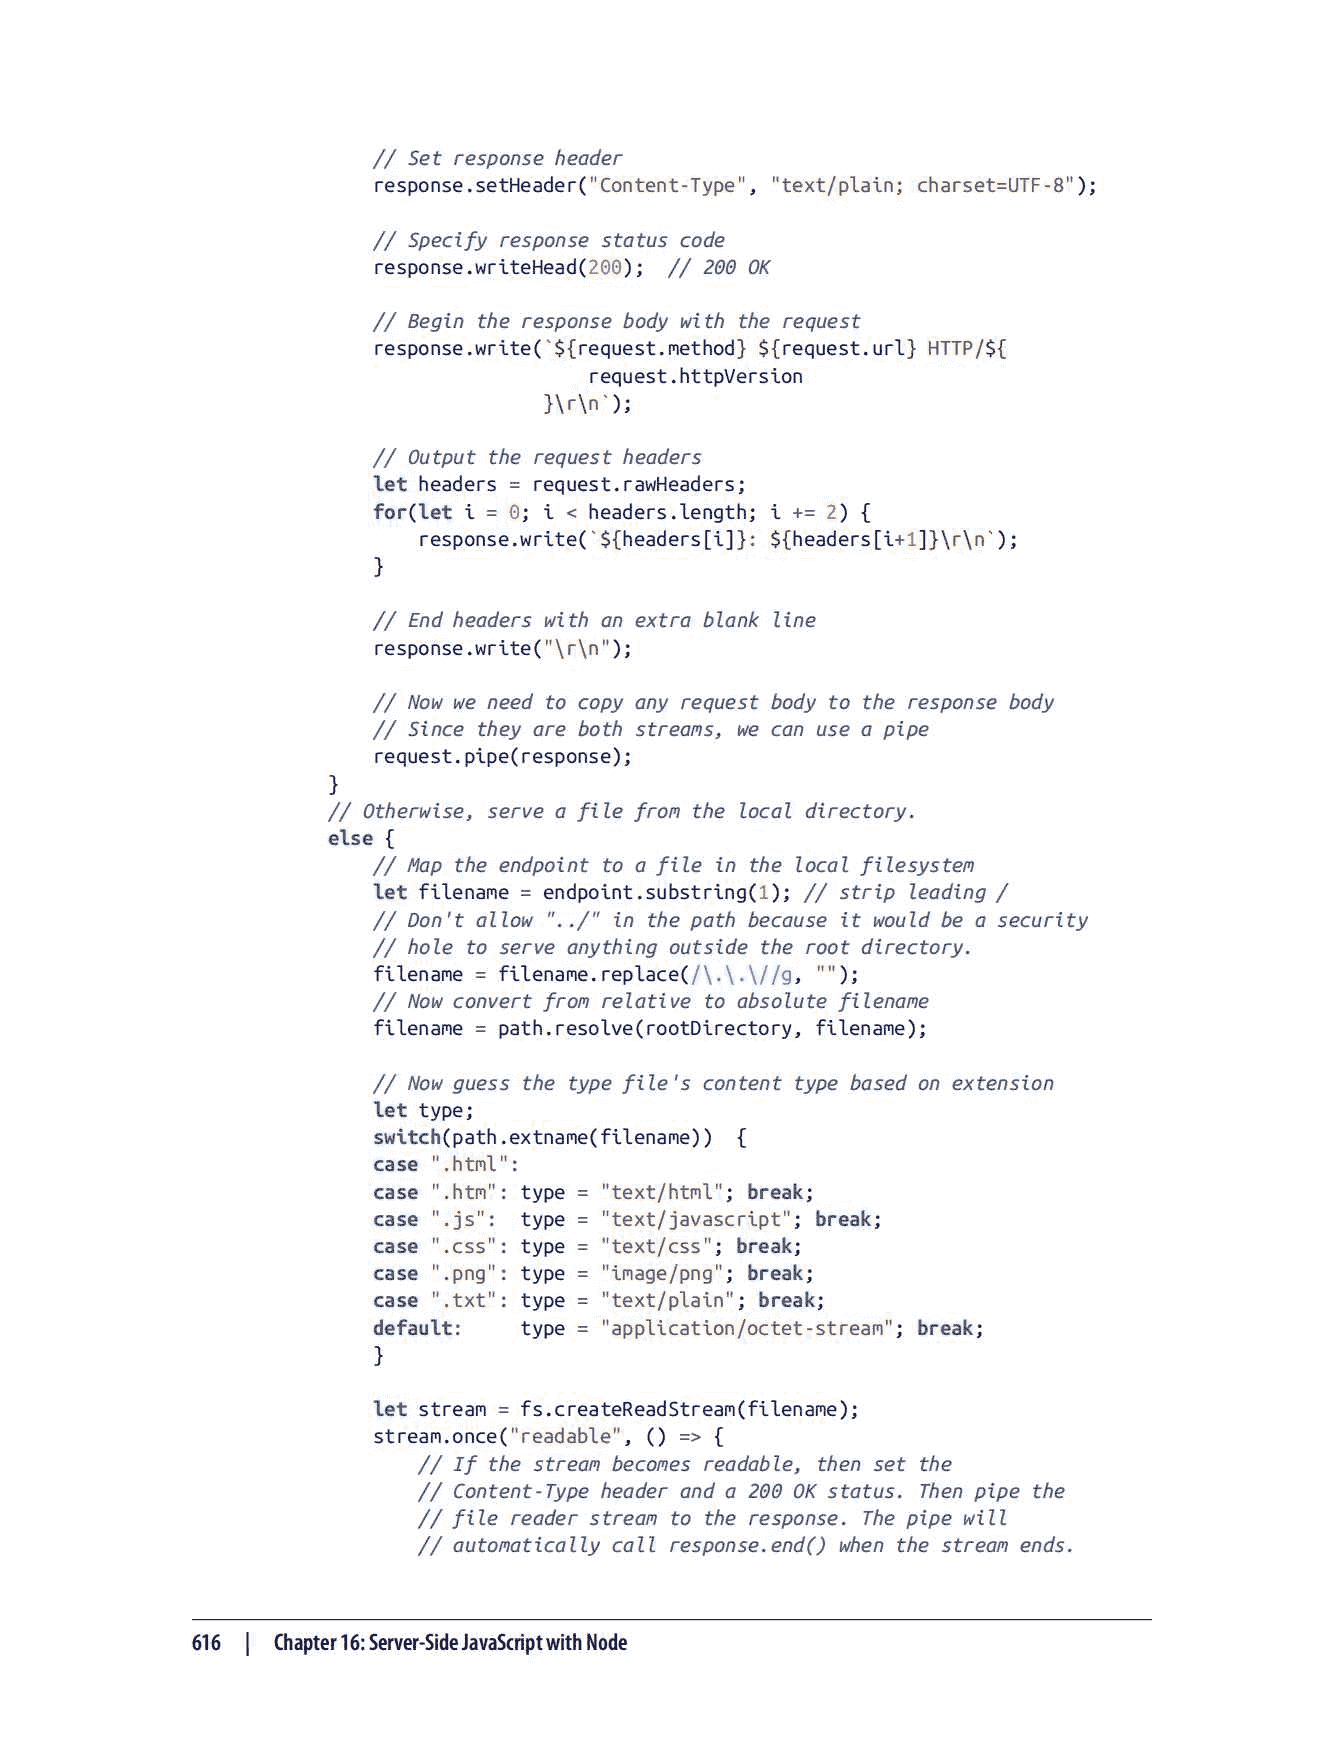 // Set response header
response.setHeader("Content-Type", "text/plain; charset=UTF-8");
// Specify response status code
response.writeHead(200);  // 200 OK
// Begin the response body with the request
response.write(`${request.method} ${request.url} HTTP/${
request.httpVersion
}\r\n`);
// Output the request headers
let headers = request.rawHeaders;
for(let i = 0; i < headers.length; i += 2) {
response.write(`${headers[i]}: ${headers[i+1]}\r\n`);
}
// End headers with an extra blank line
response.write("\r\n");
// Now we need to copy any request body to the response body
// Since they are both streams, we can use a pipe
request.pipe(response);
}
// Otherwise, serve a file from the local directory.
else {
// Map the endpoint to a file in the local filesystem
let filename = endpoint.substring(1); // strip leading /
// Don't allow "../" in the path because it would be a security
// hole to serve anything outside the root directory.
filename = filename.replace(/\.\.\//g, "");
// Now convert from relative to absolute filename
filename = path.resolve(rootDirectory, filename);
// Now guess the type file's content type based on extension
let type;
switch(path.extname(filename))  {
case ".html":
case ".htm": type = "text/html"; break;
case ".js":  type = "text/javascript"; break;
case ".css": type = "text/css"; break;
case ".png": type = "image/png"; break;
case ".txt": type = "text/plain"; break;
default:     type = "application/octet-stream"; break;
}
let stream = fs.createReadStream(filename);
stream.once("readable", () => {
// If the stream becomes readable, then set the
// Content-Type header and a 200 OK status. Then pipe the
// file reader stream to the response. The pipe will
// automatically call response.end() when the stream ends.
616 | Chapter 16: Server-Side JavaScript with Node